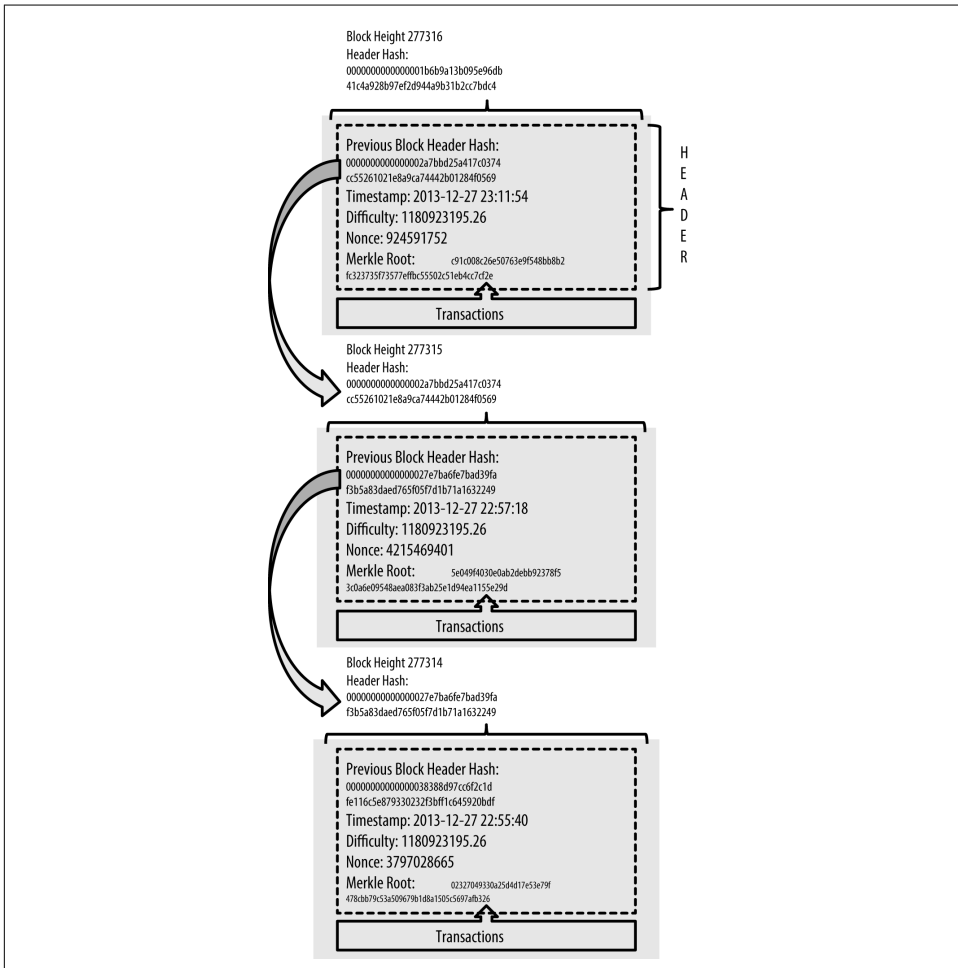 Block Height 277316
Header Hash:
0000000000000001b6b9a13b095e96db
41c4a928b97ef2d944a9b31b2cc7bdc4
Previous Block Header Hash:
0000000000000002a7bbd25a417c0374
cc55261021e8a9ca74442b01284f0569
Timestamp: 2013-12-27 23:11:54
Difficulty: 1180923195.26
Nonce: 924591752
Merkle Root: c91c008c26e50763e9f548bb8b2
fc323735f73577effbc55502c51eb4cc7cf2e
Transactions
HEADER
Block Height 277315
Header Hash:
0000000000000002a7bbd25a417c0374
cc55261021e8a9ca74442b01284f0569
Previous Block Header Hash:
00000000000000027e7ba6fe7bad39fa
f3b5a83daed765f05f7d1b71a1632249
Timestamp: 2013-12-27 22:57:18
Difficulty: 1180923195.26
Nonce: 4215469401
Merkle Root: 5e049f4030e0ab2debb92378f5
3c0a6e09548aea083f3ab25e1d94ea1155e29d
Transactions
Block Height 277314
Header Hash:
00000000000000027e7ba6fe7bad39fa
f3b5a83daed765f05f7d1b71a1632249
Previous Block Header Hash:
00000000000000038388d97cc6f2c1d
fe116c5e879330232f3bff1c645920bdf
Timestamp: 2013-12-27 22:55:40
Difficulty: 1180923195.26
Nonce: 3797028665
Merkle Root: 02327049330a25d4d17e53e79f
478cbb79c53a509679b1d8a1505c5697afb326
Transactions